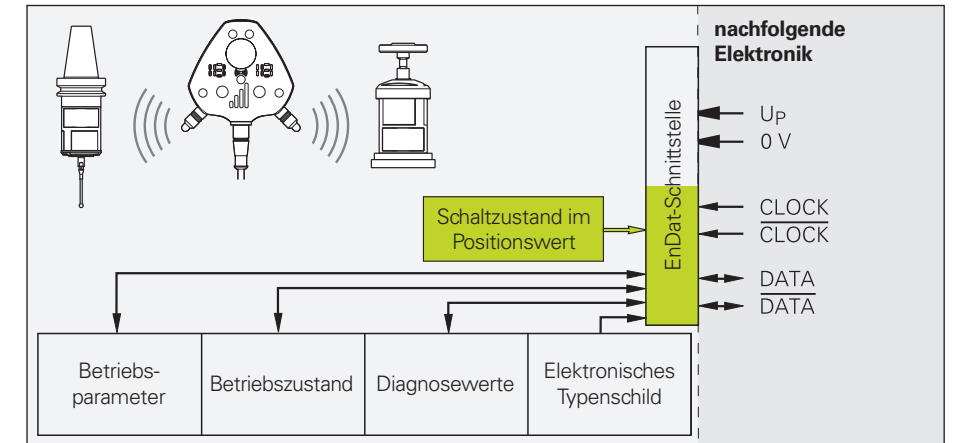 nachfolgende
Elektronik
EnDat-Schnittstelle
UP
0 V
Schaltzustand im
Positionswert
CLOCK
CLOCK
DATA
DATA
Betriebs-
parameter
Betriebszustand
Diagnosewerte
Elektronisches
Typenschild